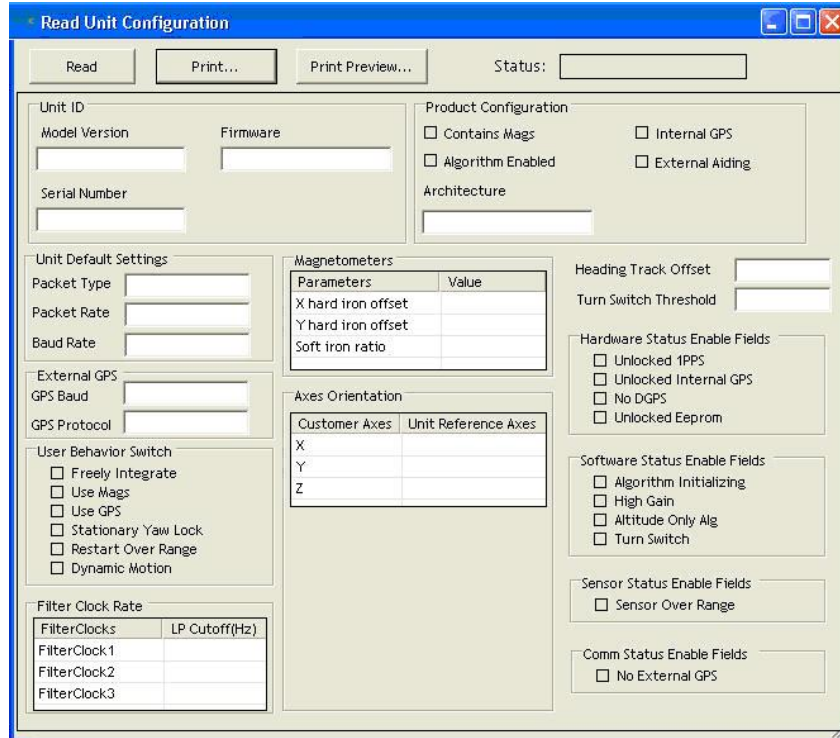 Read Unit Configuration
Read
Print...
Print Preview...
Status:
Unit ID
Model Version
Firmware
Serial Number
Product Configuration
Contains Mags
Internal GPS
Algorithm Enabled
External Aiding
Architecture
Unit Default Settings
Packet Type
Packet Rate
Baud Rate
External GPS
GPS Baud
GPS Protocol
User Behavior Switch
Freely Integrate
Use Mags
Use GPS
Stationary Yaw Lock
Restart Over Range
Dynamic Motion
Filter Clock Rate
FilterClocks LP Cutoff(Hz)
FilterClock1
FilterClock2
FilterClock3
Magnetometers
Parameters Value
X hard iron offset
Y hard iron offset
Soft iron ratio
Axes Orientation
Customer Axes Unit Reference Axes
X
Y
Z
Heading Track Offset
Turn Switch Threshold
Hardware Status Enable Fields
Unlocked 1PPS
Unlocked Internal GPS
No DGPS
Unlocked Eeprom
Software Status Enable Fields
Algorithm Initializing
High Gain
Altitude Only Alg
Turn Switch
Sensor Status Enable Fields
Sensor Over Range
Comm Status Enable Fields
No External GPS